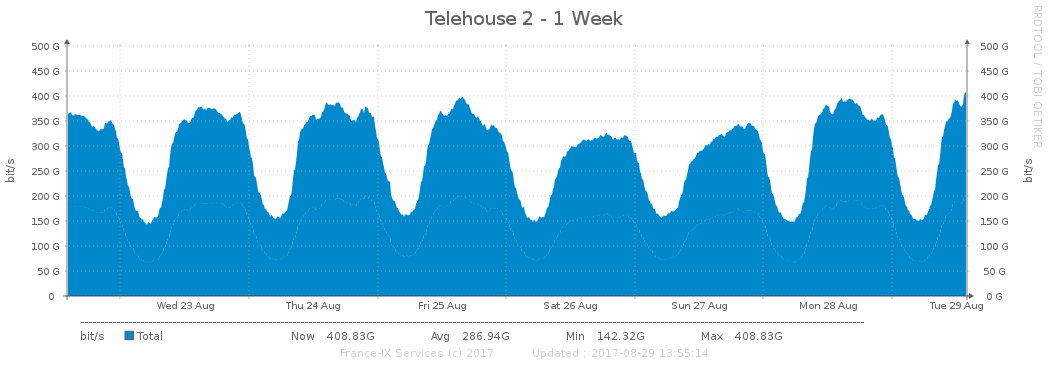 Telehouse 2 - 1 Week
RRDTOOL / TOBI OETIKER
500 G 500 G
450 G 450 G
400 G 400 G
350 G 350 G
300 G 300 G
250 G 250 G
200 G 200 G
150 G 150 G
100 G 100 G
50 G 50 G
0 0 G
bit/s bit/s
Wed 23 Aug Thu 24 Aug Fri 25 Aug Sat 26 Aug Sun 27 Aug Mon 28 Aug Tue 29 Aug
bit/s Total Now 408.83G Avg 286.94G Min 142.32G Max 408.83G
France-IX Services (c) 2017 Updated : 2017-08-29 13:55:14